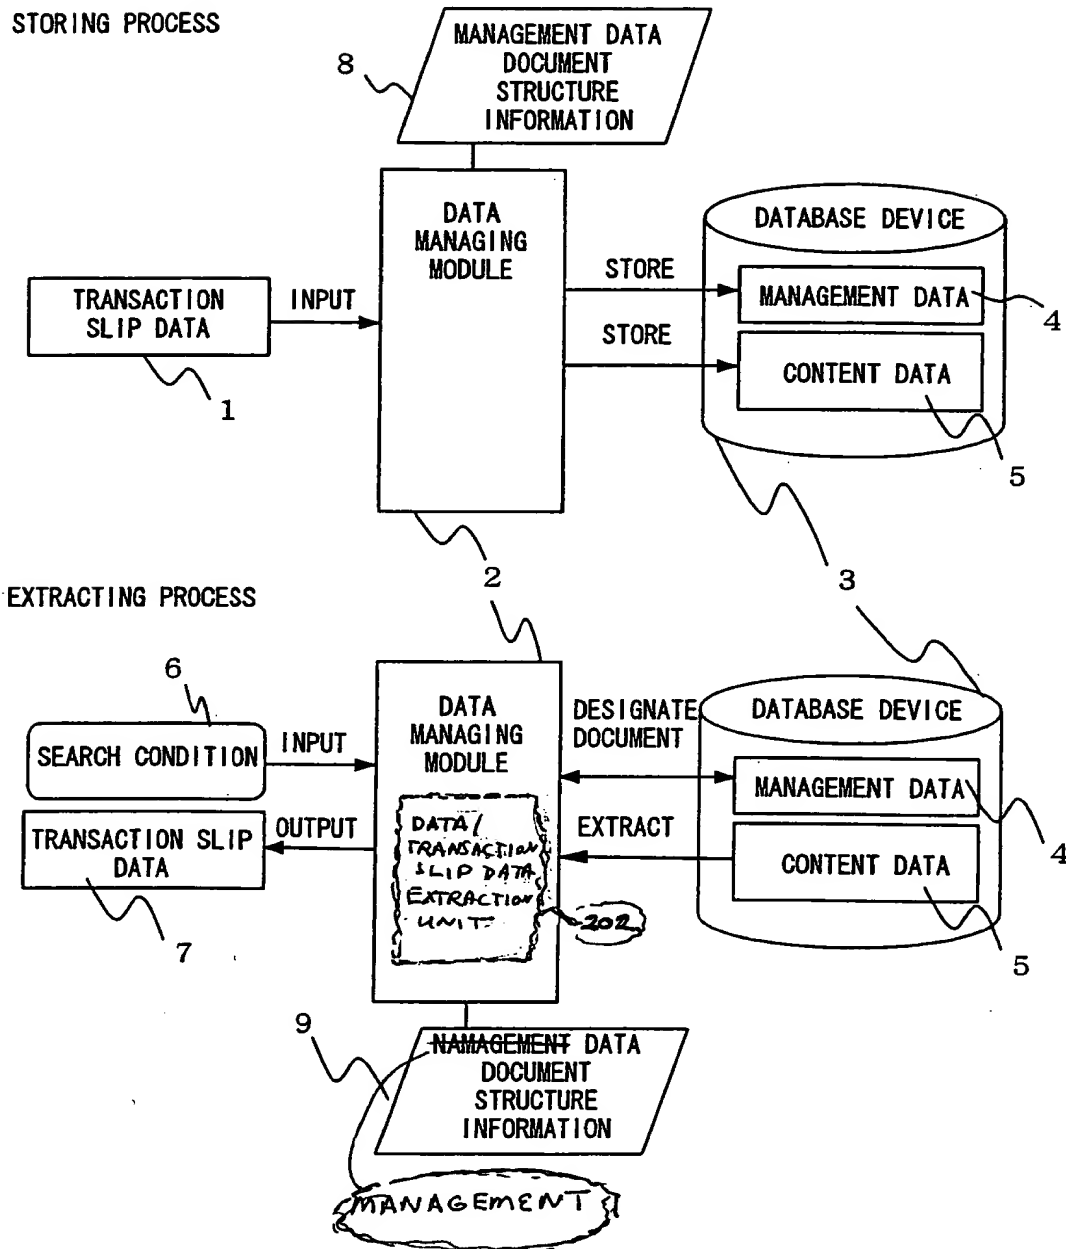 STORING PROCESS
8
MANAGEMENT DATA
DOCUMENT
STRUCTURE
INFORMATION
DATA
MANAGING
MODULE
DATABASE DEVICE
TRANSACTION
SLIP DATA
INPUT
STORE
MANAGEMENT DATA
4
STORE
CONTENT DATA
1
5
2
3
EXTRACTING PROCESS
6
SEARCH CONDITION
INPUT
DATA
MANAGING
MODULE
DESIGNATE
DOCUMENT
DATABASE DEVICE
MANAGEMENT DATA
4
TRANSACTION SLIP
DATA
OUTPUT
DATA/
TRANSACTION
SLIP DATA
EXTRACTION
UNIT
202
EXTRACT
CONTENT DATA
7
5
9
NAMAGEMENT DATA
DOCUMENT
STRUCTURE
INFORMATION
MANAGEMENT